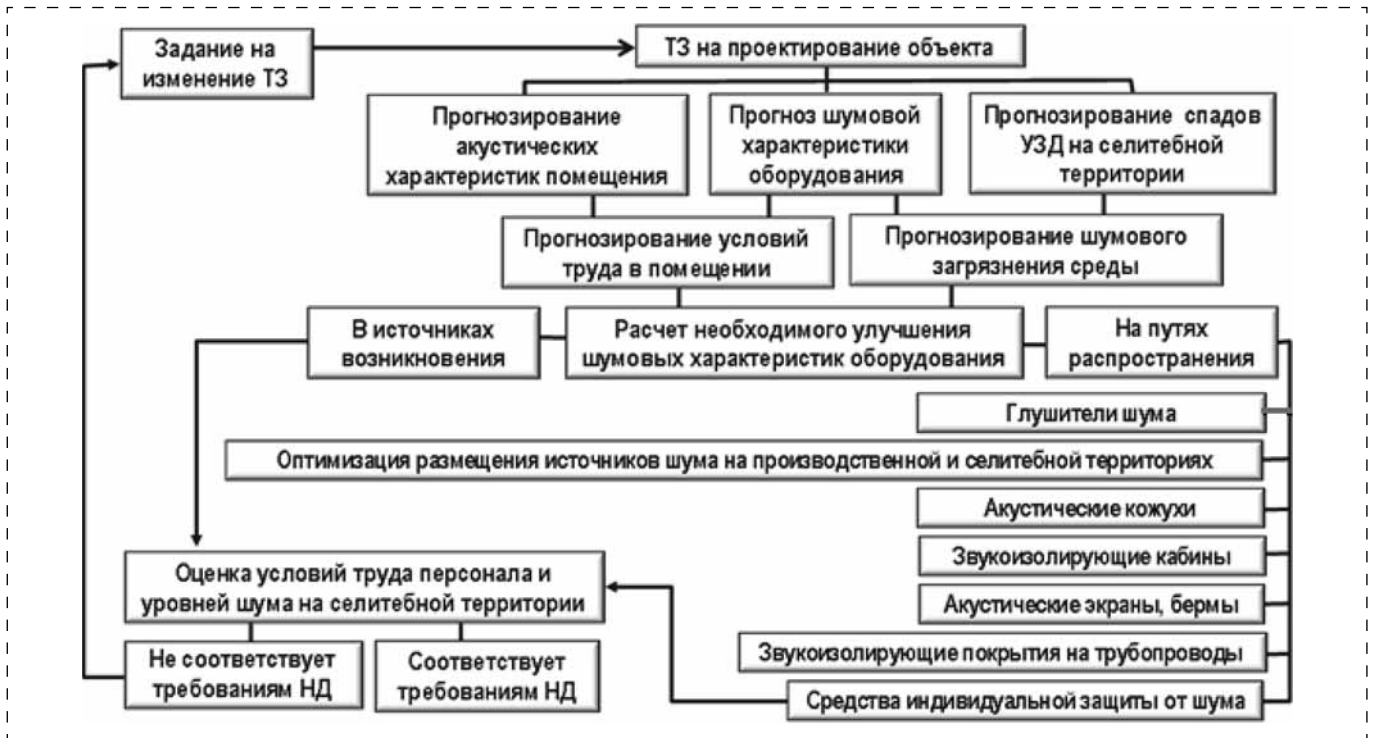 Задание на
изменение ТЗ
ТЗ на проектирование объекта
Прогнозирование
акустических
характеристик помещения
Прогноз шумовой
характеристики
оборудования
Прогнозирование спадов
УЗД на селитебной
территории
Прогнозирование условий
труда в помещении
Прогнозирование шумового
загрязнения среды
В источниках
возникновения
Расчет необходимого улучшения
шумовых характеристик оборудования
На путях
распространения
Глушители шума
Оптимизация размещения источников шума на производственной и селитебной территориях
Акустические кожухи
Звукоизолирующие кабины
Акустические экраны, бермы
Звукоизолирующие покрытия на трубопроводы
Средства индивидуальной защиты от шума
Оценка условий труда персонала и
уровней шума на селитебной территории
Не соответствует
требованиям НД
Соответствует
требованиям НД